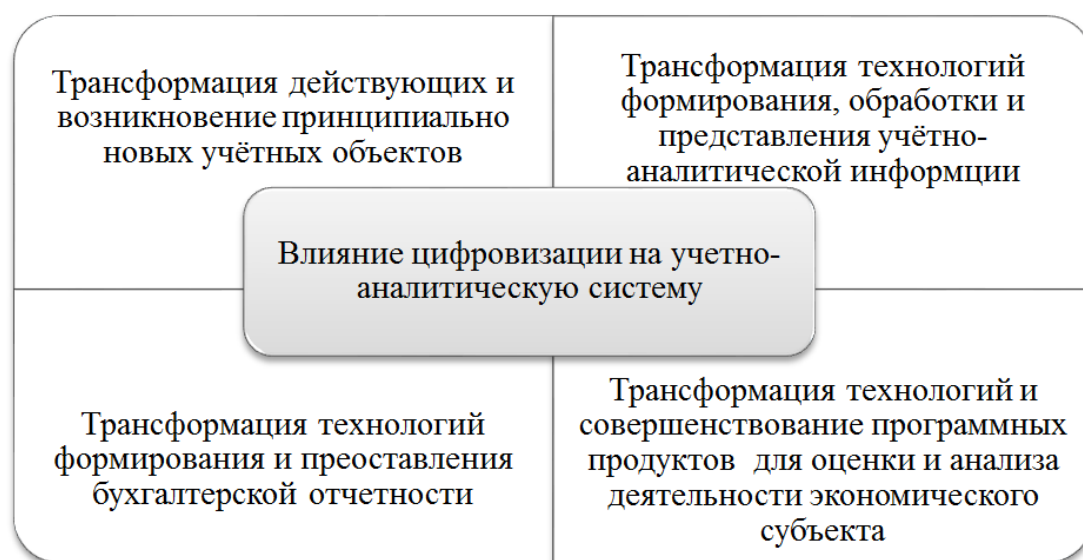 Трансформация действующих и
возникновение принципиально
новых учётных объектов
Трансформация технологий
формирования, обработки и
представления учётно-
аналитической информции
Влияние цифровизации на учетно-
аналитическую систему
Трансформация технологий
формирования и преоставления
бухгалтерской отчетности
Трансформация технологий и
совершенствование программных
продуктов для оценки и анализа
деятельности экономического
субъекта